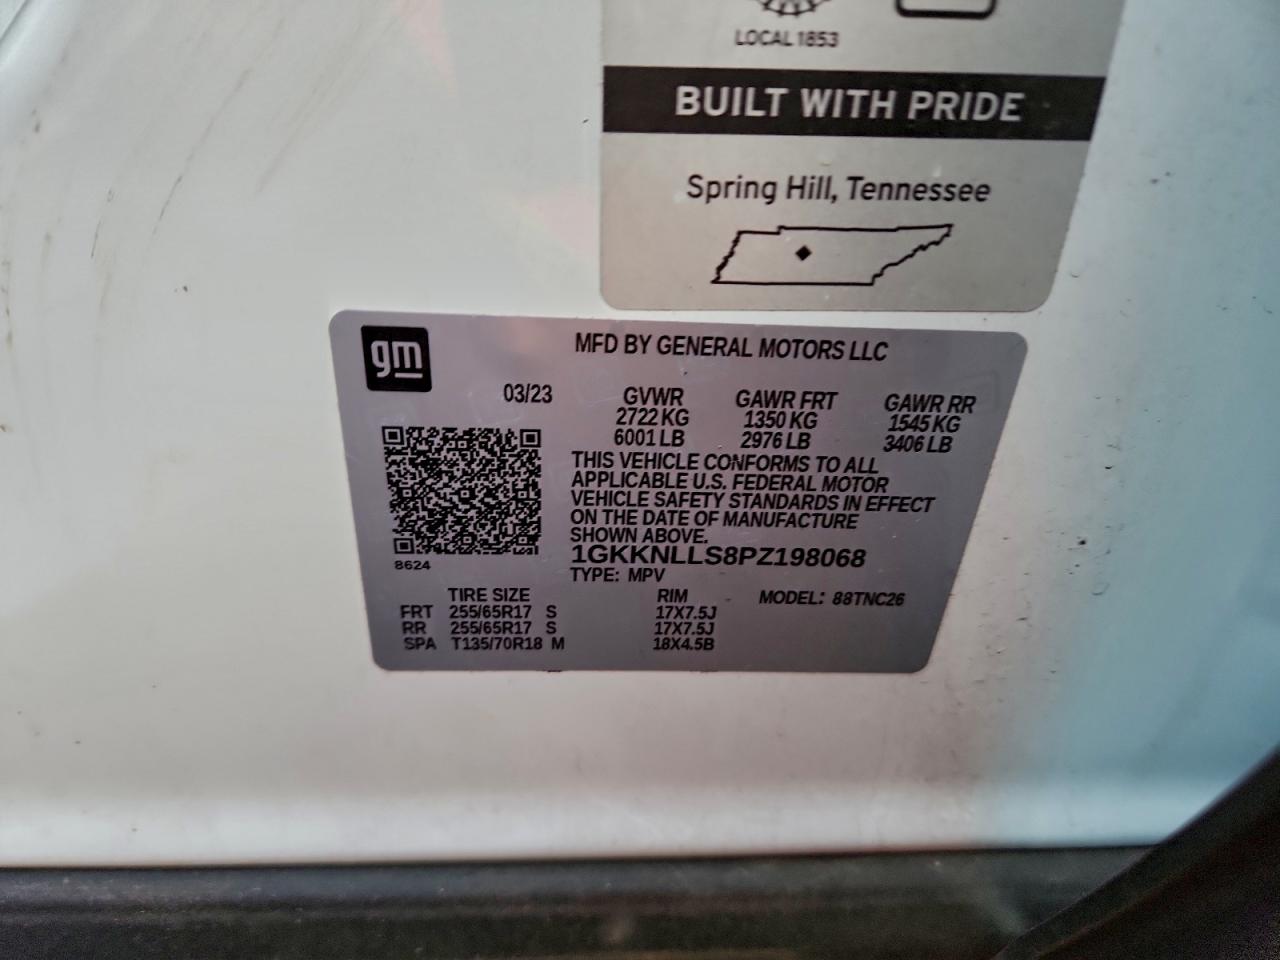 LOCAL 1853
BUILT WITH PRIDE
Spring Hill, Tennessee
gm
MFD BY GENERAL MOTORS LLC
03/23
GVWR
2722 KG
6001 LB
GAWR FRT
1350 KG
2976 LB
GAWR RR
1545 KG
3406 LB
THIS VEHICLE CONFORMS TO ALL
APPLICABLE U.S. FEDERAL MOTOR
VEHICLE SAFETY STANDARDS IN EFFECT
ON THE DATE OF MANUFACTURE
SHOWN ABOVE.
1GKKNLLS8PZ198068
8624
TYPE: MPV
TIRE SIZE RIM MODEL: 88TNC26
FRT 255/65R17 S 17X7.5J
RR 255/65R17 S 17X7.5J
SPA T135/70R18 M 18X4.5B